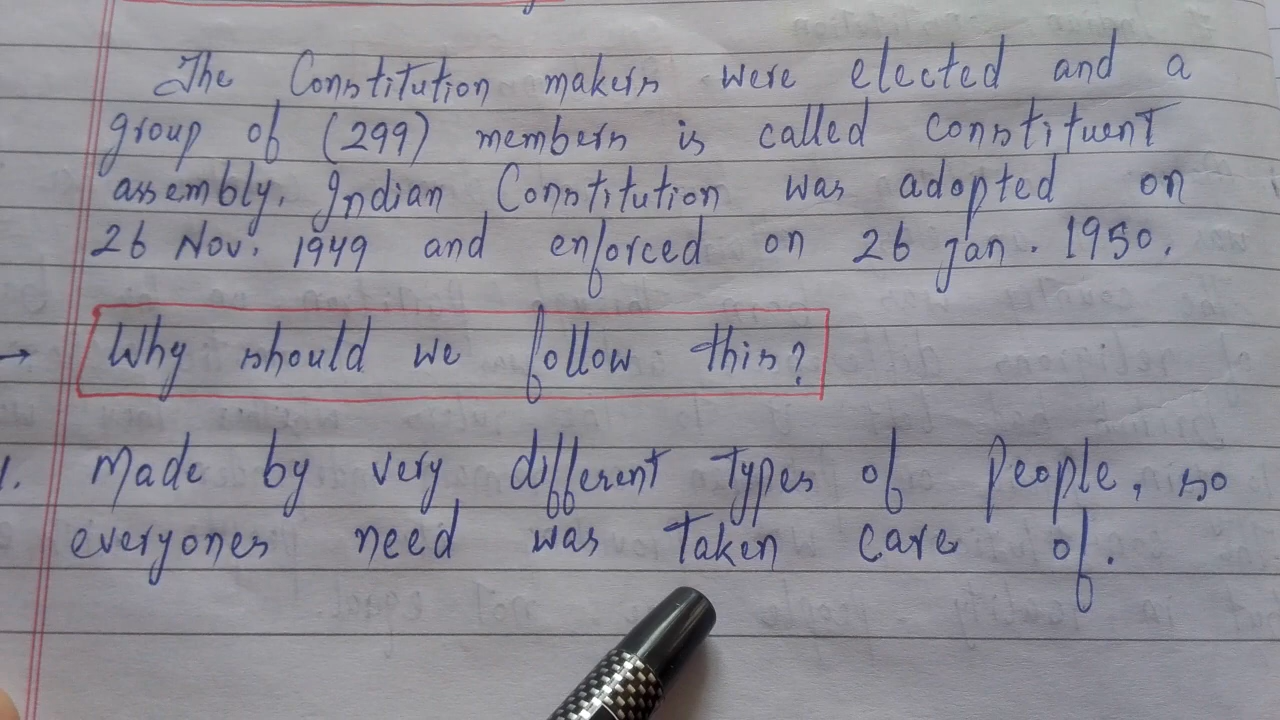 The Constitution makers were elected and a
group of (299) members is called constituent
assembly. Indian Constitution was adopted on
26 Nov. 1949 and enforced on 26 Jan. 1950.
→ Why should we follow this?
1. Made by very different types of people, so
everyones need was taken care of.